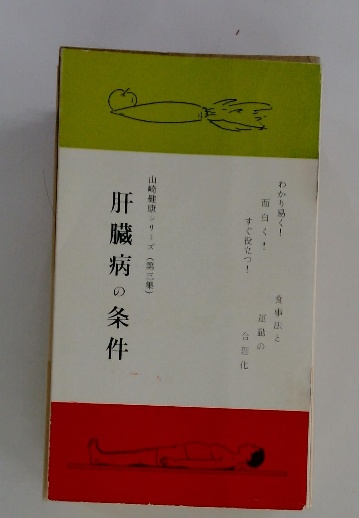 わかり易く!
面白く!
すぐ役立つ!
食事法と
運動の
合理化
山崎健康シリーズ(第三集)
肝臓病の条件